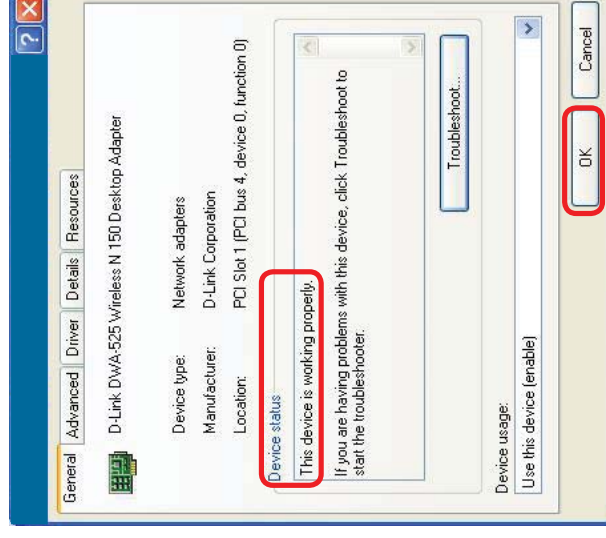 General Advanced Driver Details Resources
D-Link DWA-525 Wireless N 150 Desktop Adapter
Device type: Network adapters
Manufacturer: D-Link Corporation
Location: PCI Slot 1 (PCI bus 4, device 0, function 0)
Device status
This device is working properly.
If you are having problems with this device, click Troubleshoot to
start the troubleshooter.
Troubleshoot...
Device usage:
Use this device (enable)
OK Cancel